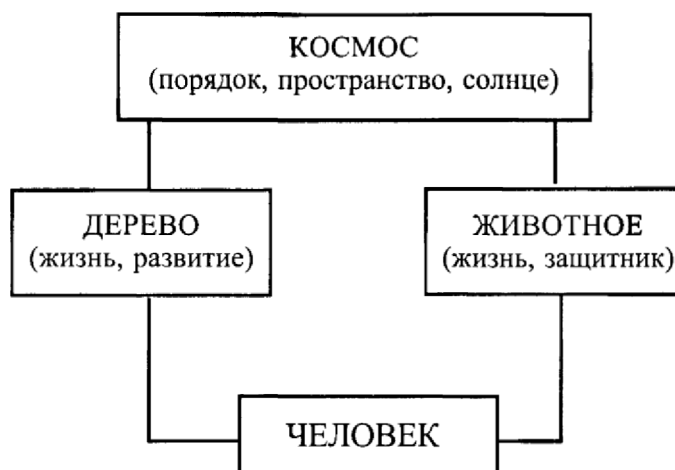 КОСМОС
(порядок, пространство, солнце)
ДЕРЕВО
(жизнь, развитие)
ЖИВОТНОЕ
(жизнь, защитник)
ЧЕЛОВЕК